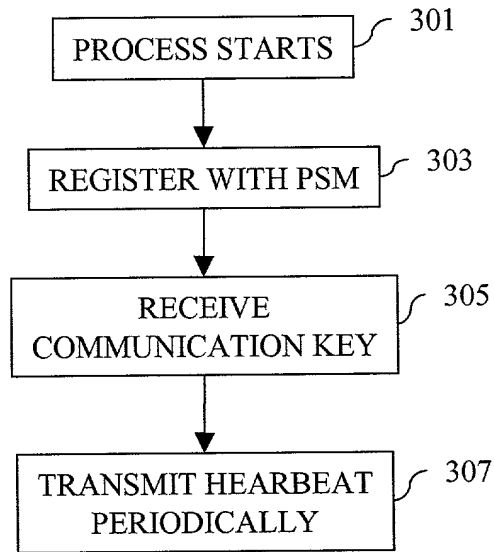 PROCESS STARTS
301
REGISTER WITH PSM
303
RECEIVE
COMMUNICATION KEY
305
TRANSMIT HEARBEAT
PERIODICALLY
307